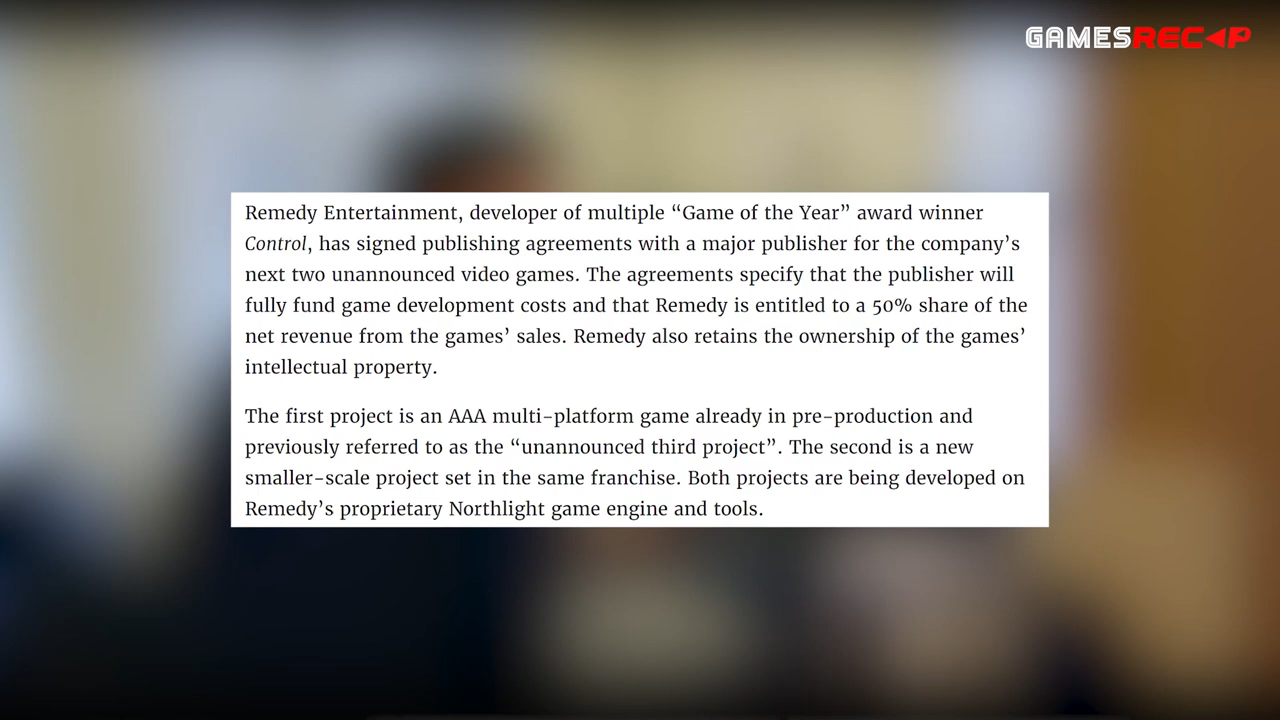 GAMESRECAP
Remedy Entertainment, developer of multiple “Game of the Year” award winner
Control, has signed publishing agreements with a major publisher for the company’s
next two unannounced video games. The agreements specify that the publisher will
fully fund game development costs and that Remedy is entitled to a 50% share of the
net revenue from the games’ sales. Remedy also retains the ownership of the games’
intellectual property.
The first project is an AAA multi-platform game already in pre-production and
previously referred to as the “unannounced third project”. The second is a new
smaller-scale project set in the same franchise. Both projects are being developed on
Remedy’s proprietary Northlight game engine and tools.